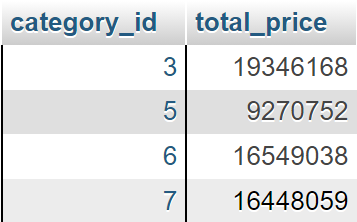 category_id total_price
3 19346168
5 9270752
6 16549038
7 16448059